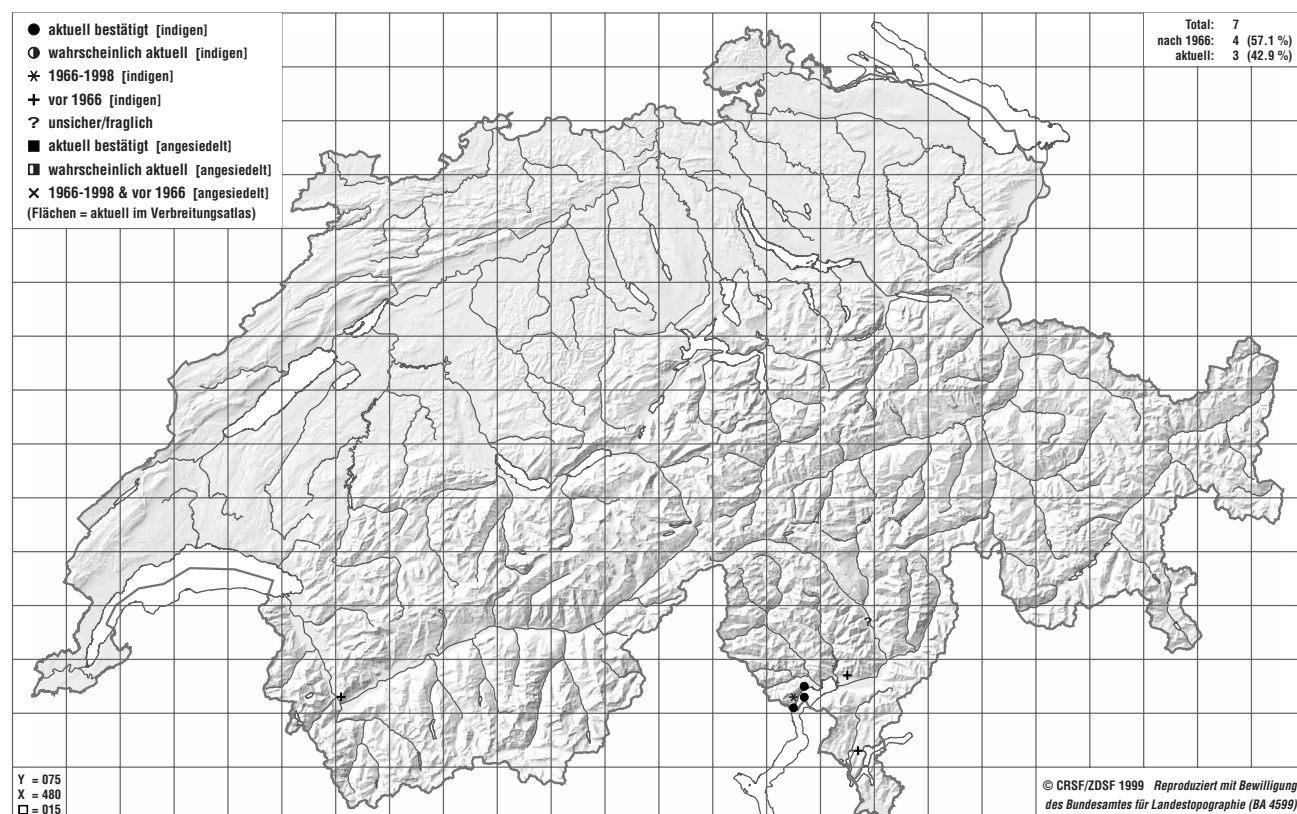 ● aktuell bestätigt [indigen]
◑ wahrscheinlich aktuell [indigen]
✳ 1966-1998 [indigen]
+ vor 1966 [indigen]
? unsicher/fraglich
■ aktuell bestätigt [angesiedelt]
◨ wahrscheinlich aktuell [angesiedelt]
× 1966-1998 & vor 1966 [angesiedelt]
(Flächen = aktuell im Verbreitungsatlas)
Total: 7
nach 1966: 4 (57.1 %)
aktuell: 3 (42.9 %)
?
Y = 075
X = 480
□ = 015
© CRSF/ZDSF 1999 Reproduziert mit Bewilligung
des Bundesamtes für Landestopographie (BA 4599)